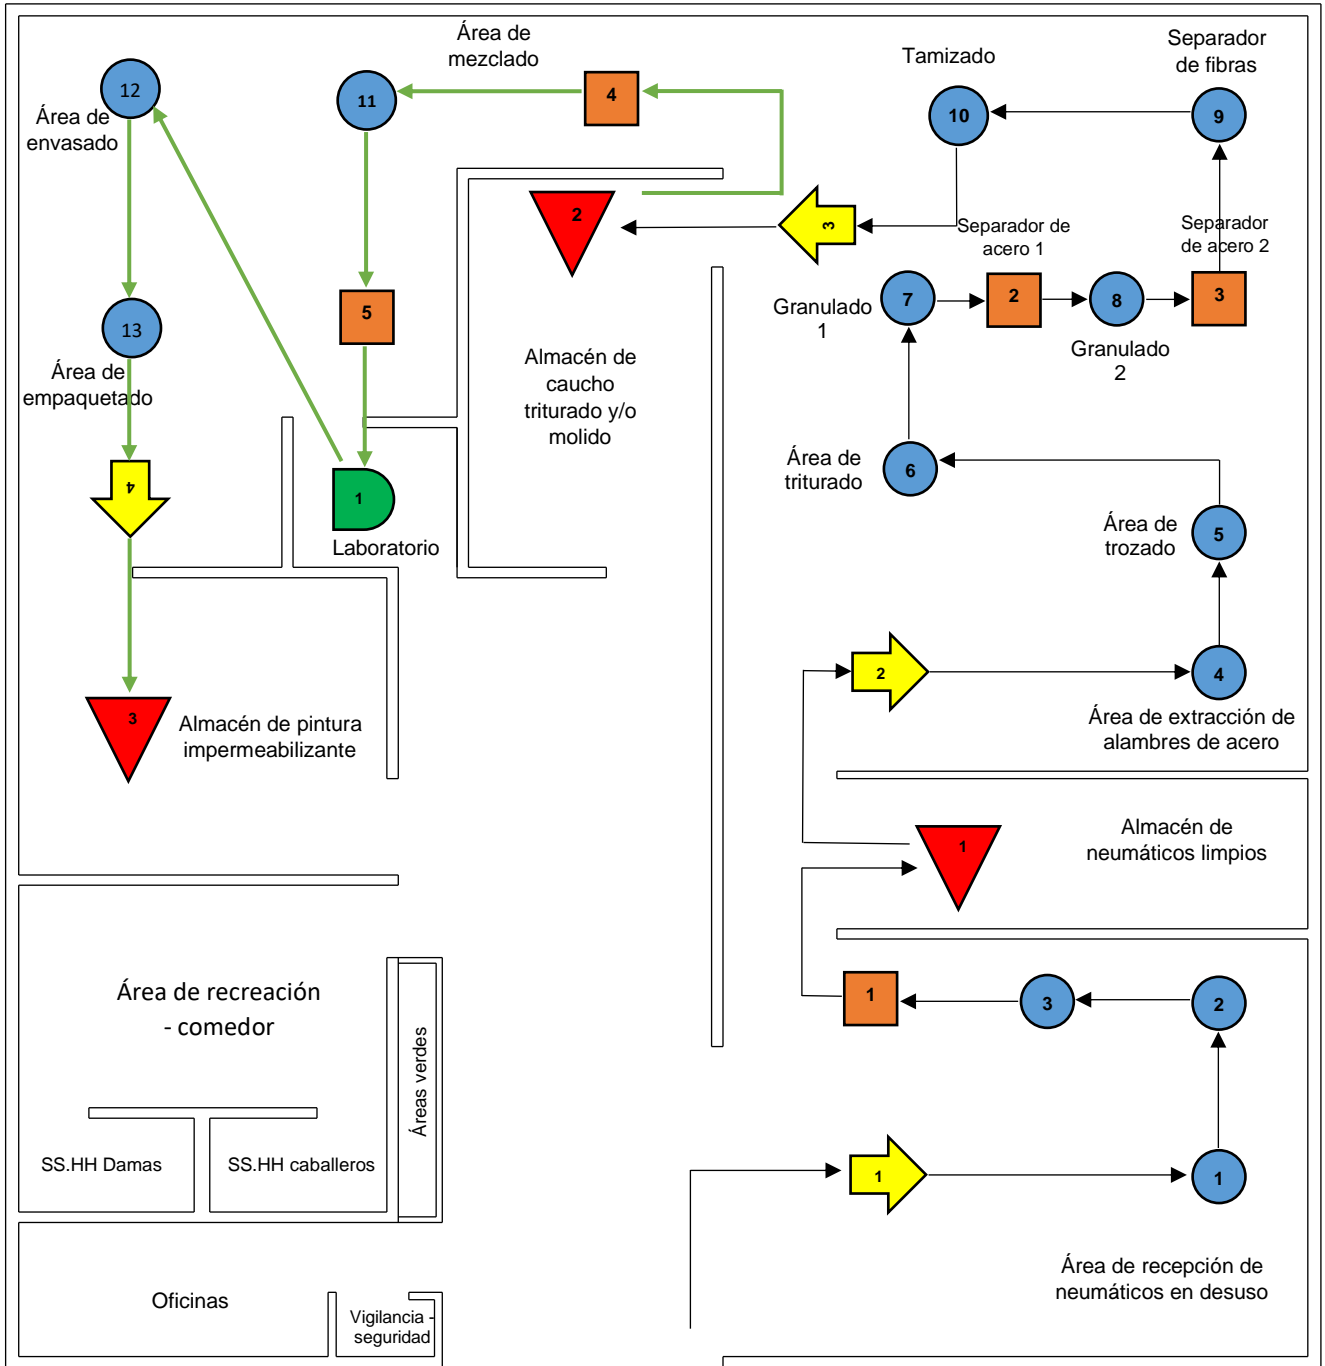 Área de
mezclado
Separador
de fibras
Tamizado
12
11
4
10
9
Área de
envasado
2
3
Separador de
acero 1
Separador
de acero 2
7
2
8
3
Granulado
1
Granulado
2
13
5
Área de
empaquetado
Almacén de
caucho
triturado y/o
molido
Área de
triturado
6
4
1
Laboratorio
Área de
trozado
5
2
4
Área de extracción de
alambres de acero
3
Almacén de pintura
impermeabilizante
1
Almacén de
neumáticos limpios
Área de recreación
- comedor
1
3
2
Áreas verdes
SS.HH Damas
SS.HH caballeros
1
1
Área de recepción de
neumáticos en desuso
Oficinas
Vigilancia -
seguridad